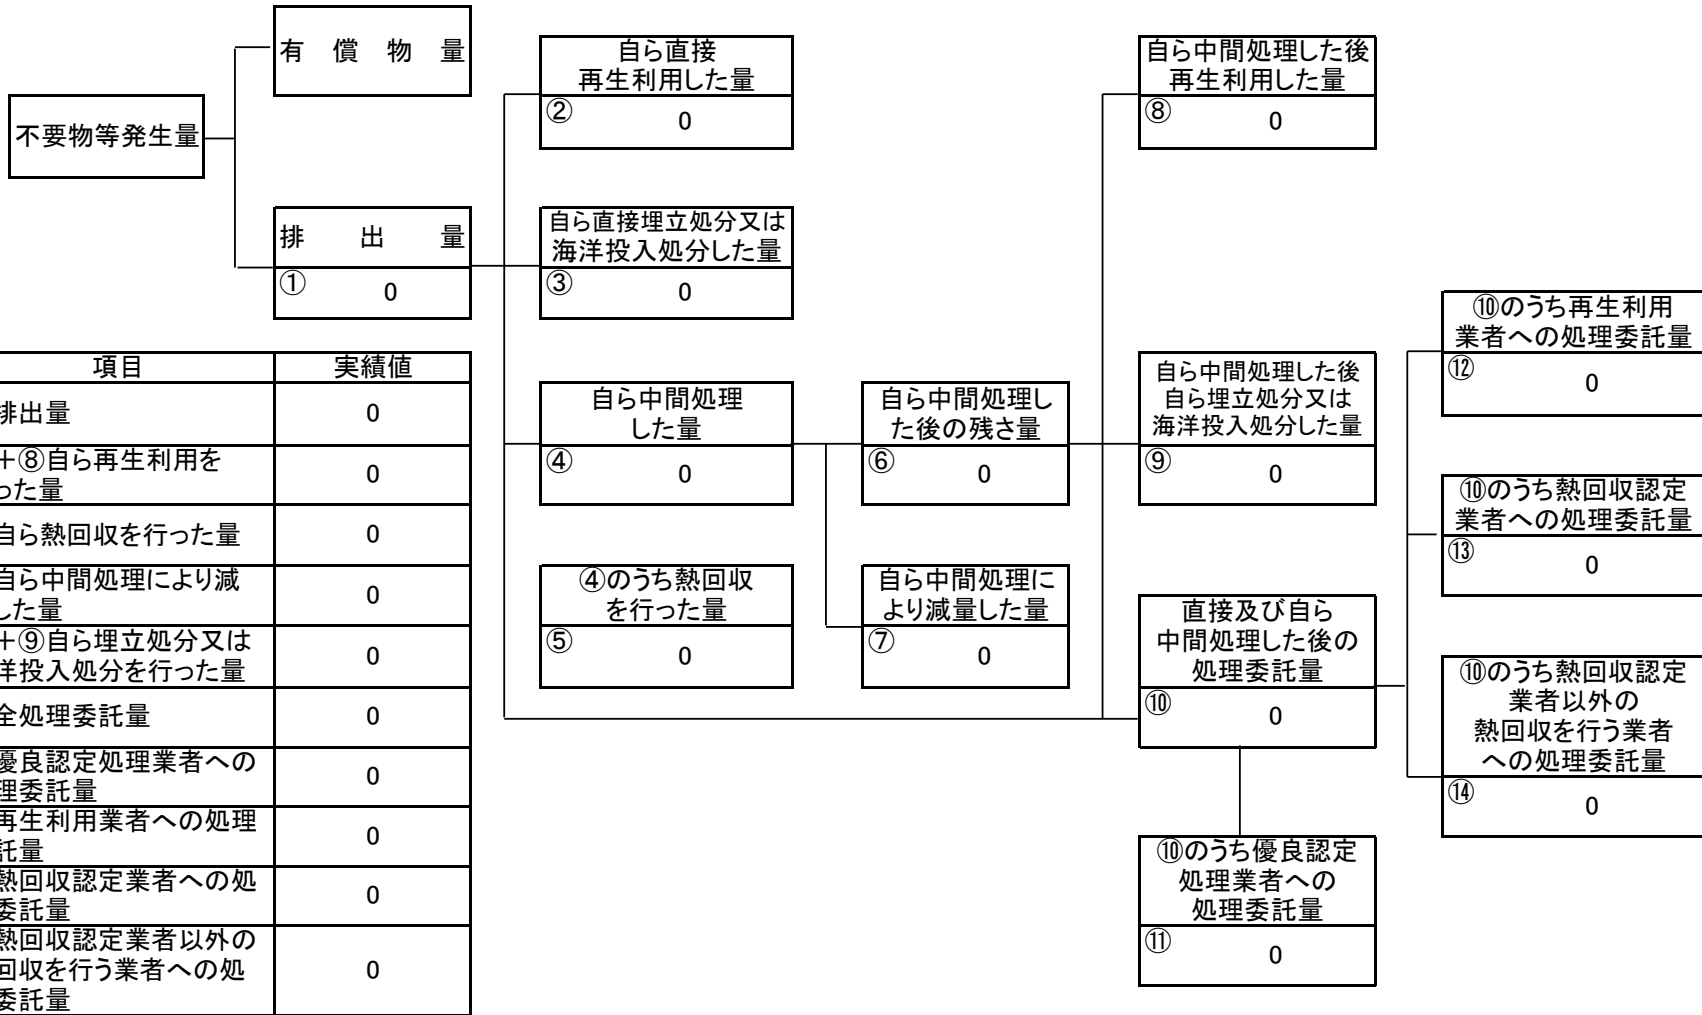 有償物量
不要物等発生量
排出量
①
0
自ら直接
再生利用した量
②
0
自ら直接埋立処分又は
海洋投入処分した量
③
0
自ら中間処理
した量
④
0
④のうち熱回収
を行った量
⑤
0
自ら中間処理し
た後の残さ量
⑥
0
自ら中間処理に
より減量した量
⑦
0
自ら中間処理した後
再生利用した量
⑧
0
自ら中間処理した後
自ら埋立処分又は
海洋投入処分した量
⑨
0
直接及び自ら
中間処理した後の
処理委託量
⑩
0
⑩のうち優良認定
処理業者への
処理委託量
⑪
0
⑩のうち再生利用
業者への処理委託量
⑫
0
⑩のうち熱回収認定
業者への処理委託量
⑬
0
⑩のうち熱回収認定
業者以外の
熱回収を行う業者
への処理委託量
⑭
0
項目 実績値
排出量 0
+⑧自ら再生利用を
った量 0
自ら熱回収を行った量 0
自ら中間処理により減
した量 0
+⑨自ら埋立処分又は
洋投入処分を行った量 0
全処理委託量 0
優良認定処理業者への
理委託量 0
再生利用業者への処理
託量 0
熱回収認定業者への処
委託量 0
熱回収認定業者以外の
回収を行う業者への処 0
委託量